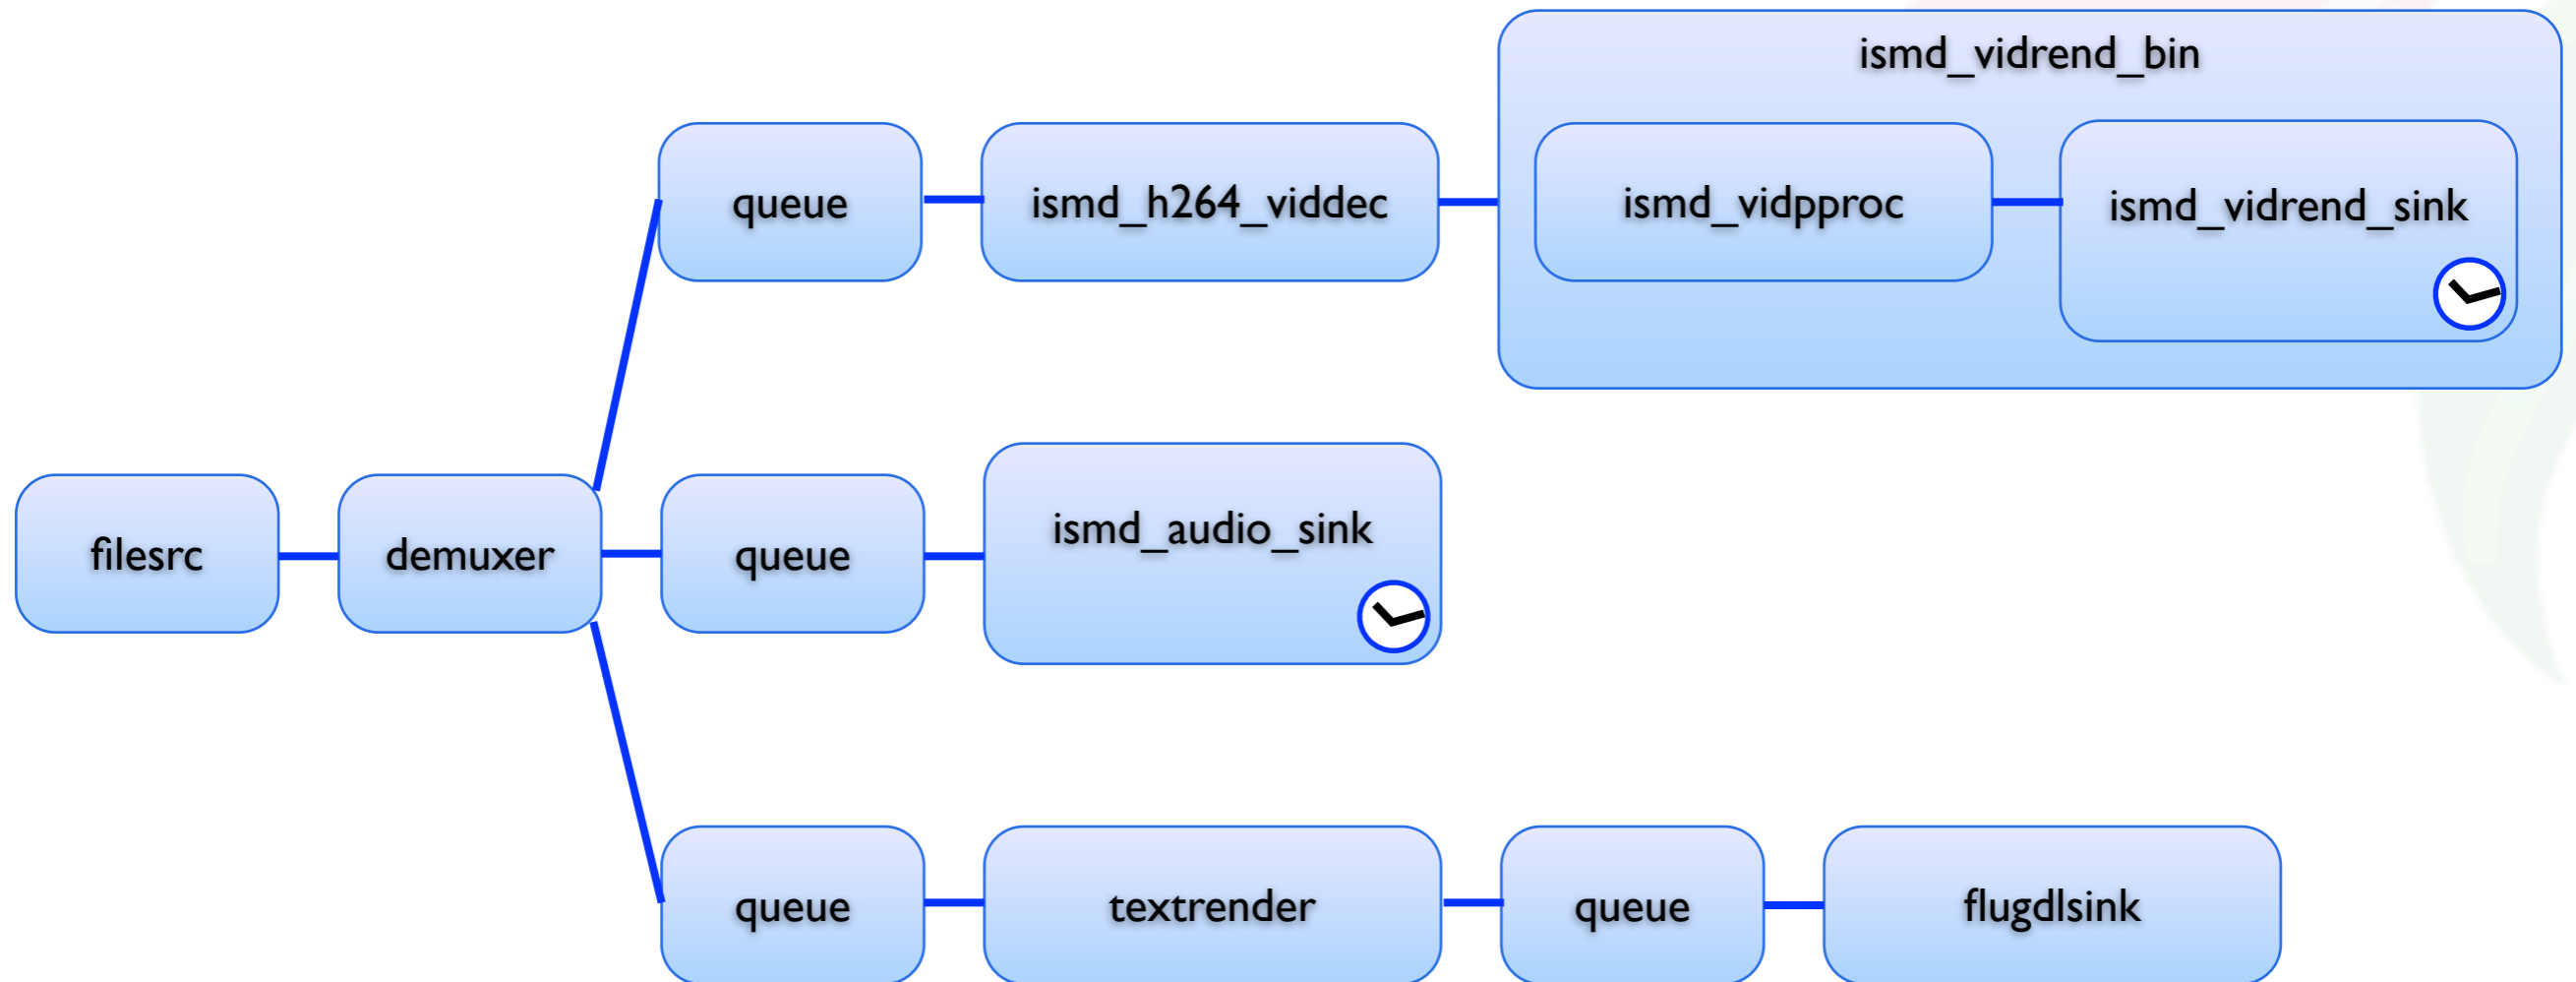 ismd_vidrend_bin
queue
ismd_h264_viddec
ismd_vidpproc
ismd_vidrend_sink
filesrc
demuxer
queue
ismd_audio_sink
queue
textrender
queue
flugdlsink